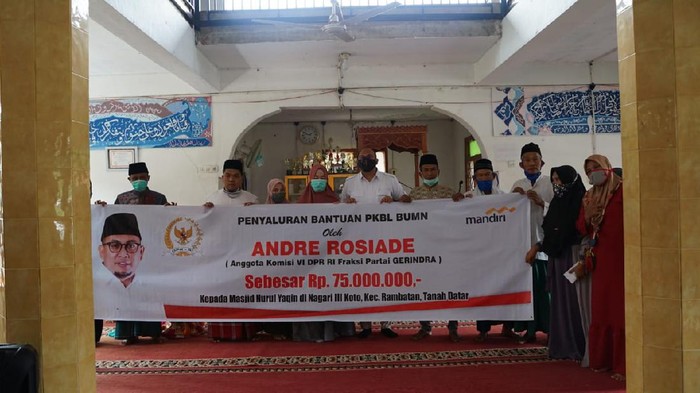 PENYALURAN BANTUAN PKBL BUMN
Oleh
mandiri
ANDRE ROSIADE
( Anggota Komisi VI DPR RI Fraksi Partai GERINDRA )
Sebesar Rp. 75.000.000,-
Kepada Masjid Nurul Yaqin di Nagari III Koto, Kec. Rambatan, Tanah Datar